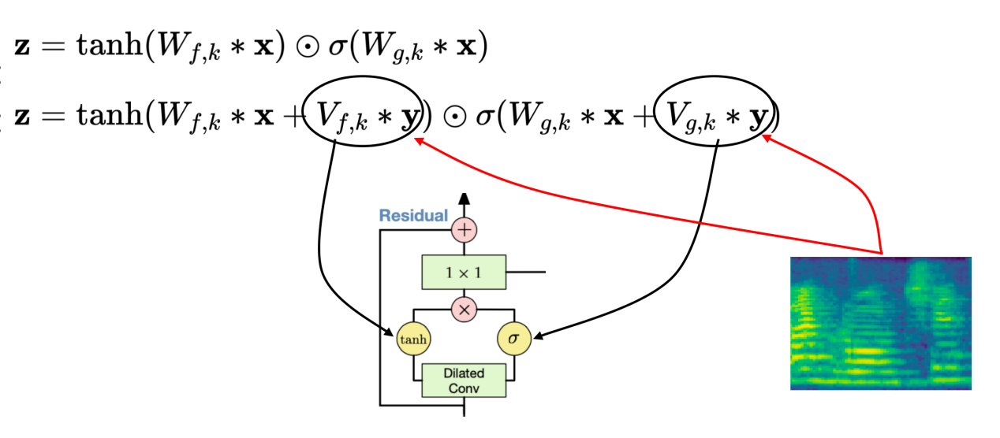 z = tanh(W_{f,k} * x) ⊙ σ(W_{g,k} * x)
z = tanh(W_{f,k} * x + V_{f,k} * y) ⊙ σ(W_{g,k} * x + V_{g,k} * y)
Residual
+
1 × 1
×
tanh σ
Dilated
Conv